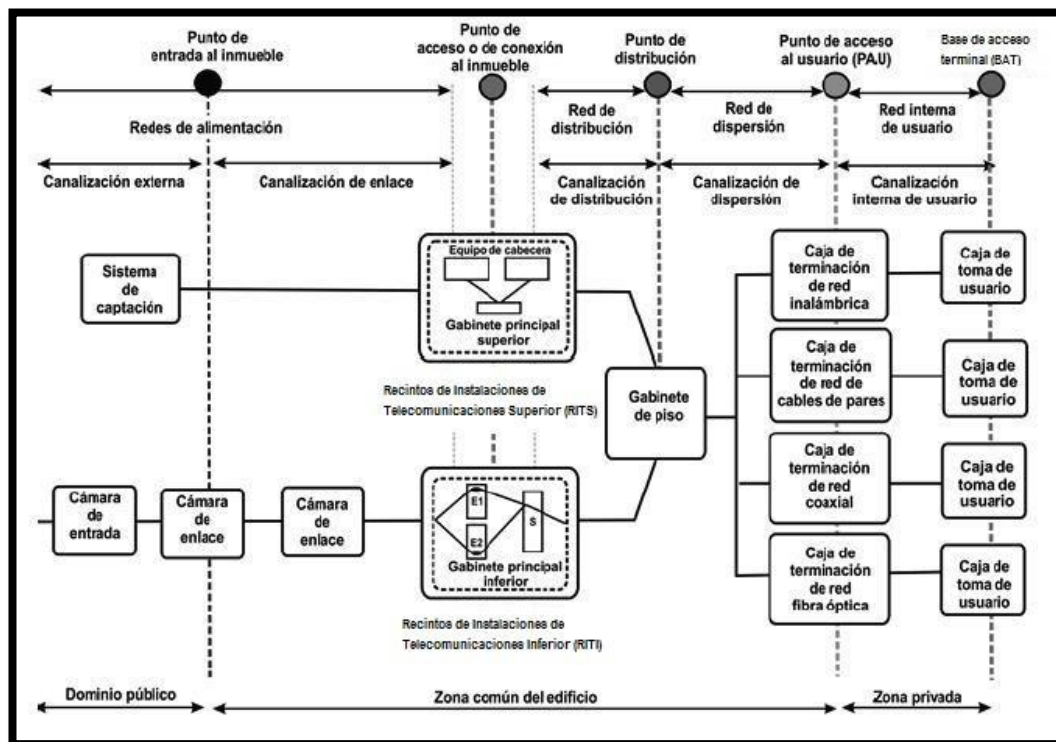 Punto de
entrada al inmueble
Punto de
acceso o de conexión
al inmueble
Punto de
distribución
Punto de acceso
al usuario (PAU)
Base de acceso
terminal (BAT)
Redes de alimentación
Red de
distribución
Red de
dispersión
Red interna
de usuario
Canalización externa
Canalización de enlace
Canalización
de distribución
Canalización de
dispersión
Canalización
interna de usuario
Sistema
de
captación
Equipo de cabecera
Gabinete principal
superior
Recintos de Instalaciones de
Telecomunicaciones Superior (RITS)
Gabinete
de piso
Caja de
terminación
de red
inalámbrica
Caja de
toma de
usuario
Caja de
terminación
de red de
cables de pares
Caja de
toma de
usuario
Caja de
terminación
de red
coaxial
Caja de
toma de
usuario
Caja de
terminación
de red
fibra óptica
Caja de
toma de
usuario
Cámara
de
entrada
Cámara
de
enlace
Cámara
de
enlace
E1
E2
S
Gabinete principal
inferior
Recintos de Instalaciones de
Telecomunicaciones Inferior (RITI)
Dominio público
Zona común del edificio
Zona privada